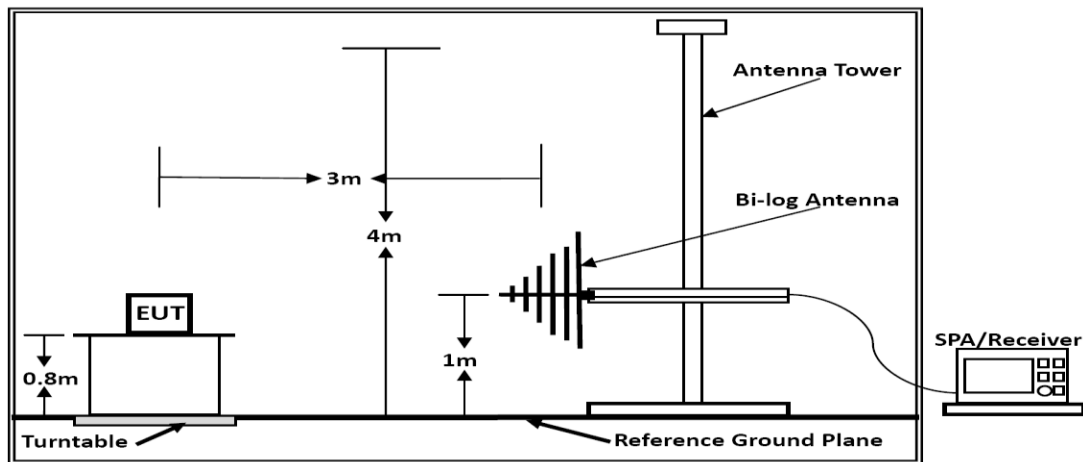 Antenna Tower
3m
Bi-log Antenna
4m
EUT
SPA/Receiver
1m
0.8m
Turntable
Reference Ground Plane